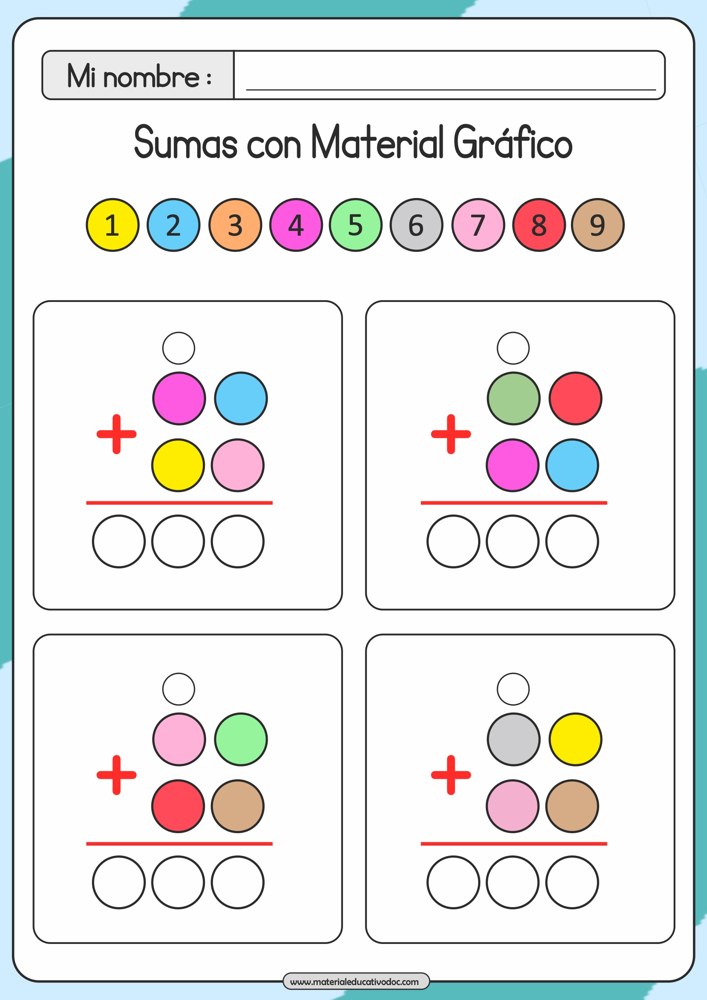 Mi nombre :
Sumas con Material Gráfico
1 2 3 4 5 6 7 8 9
+ +
+ +
www.materialeducativodoc.com